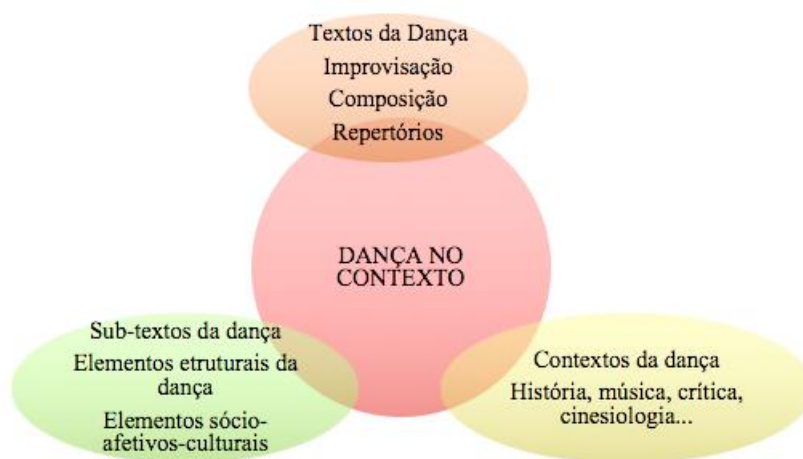 Textos da Dança
Improvisação
Composição
Repertórios
DANÇA NO
CONTEXTO
Sub-textos da dança
Elementos etruturais da
dança
Elementos sócio-
afetivos-culturais
Contextos da dança
História, música, crítica,
cinesiologia...